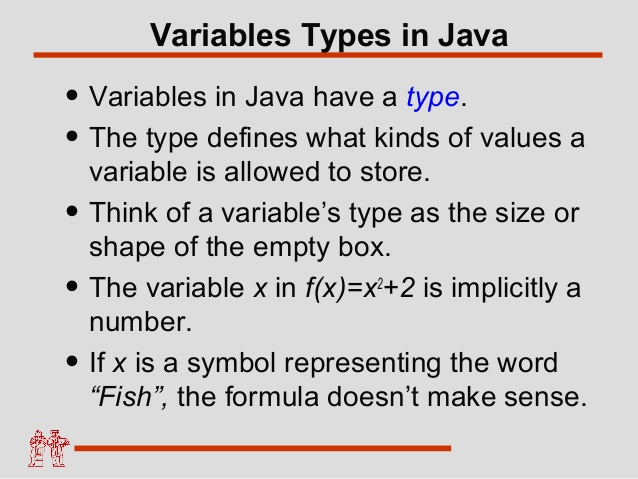 Variables Types in Java
• Variables in Java have a type.
• The type defines what kinds of values a
variable is allowed to store.
• Think of a variable’s type as the size or
shape of the empty box.
• The variable x in f(x)=x²+2 is implicitly a
number.
• If x is a symbol representing the word
“Fish”, the formula doesn’t make sense.